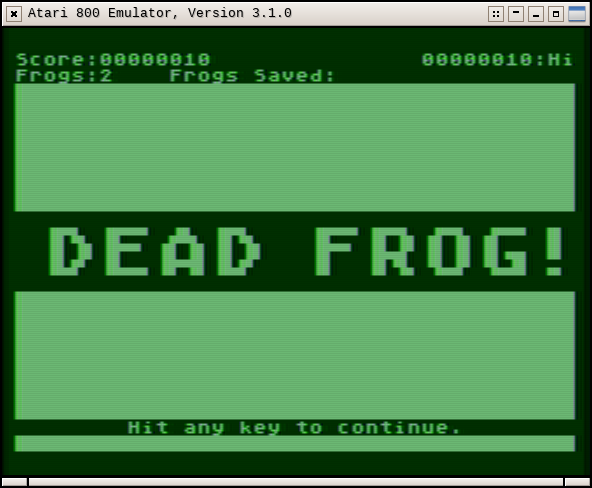 Atari 800 Emulator, Version 3.1.0
Score:00000010 00000010:Hi
Frogs:2 Frogs Saved:
DEAD FROG!
Hit any key to continue.